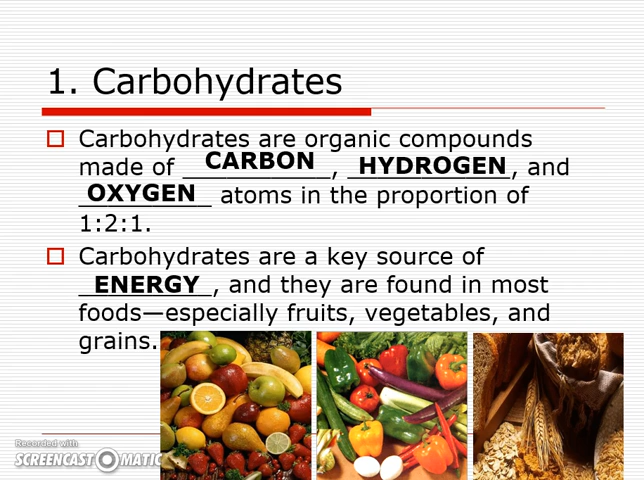 1. Carbohydrates
Carbohydrates are organic compounds
made of CARBON, HYDROGEN, and
OXYGEN atoms in the proportion of
1:2:1.
Carbohydrates are a key source of
ENERGY, and they are found in most
foods—especially fruits, vegetables, and
grains.
Recorded with
SCREENCAST-O-MATIC